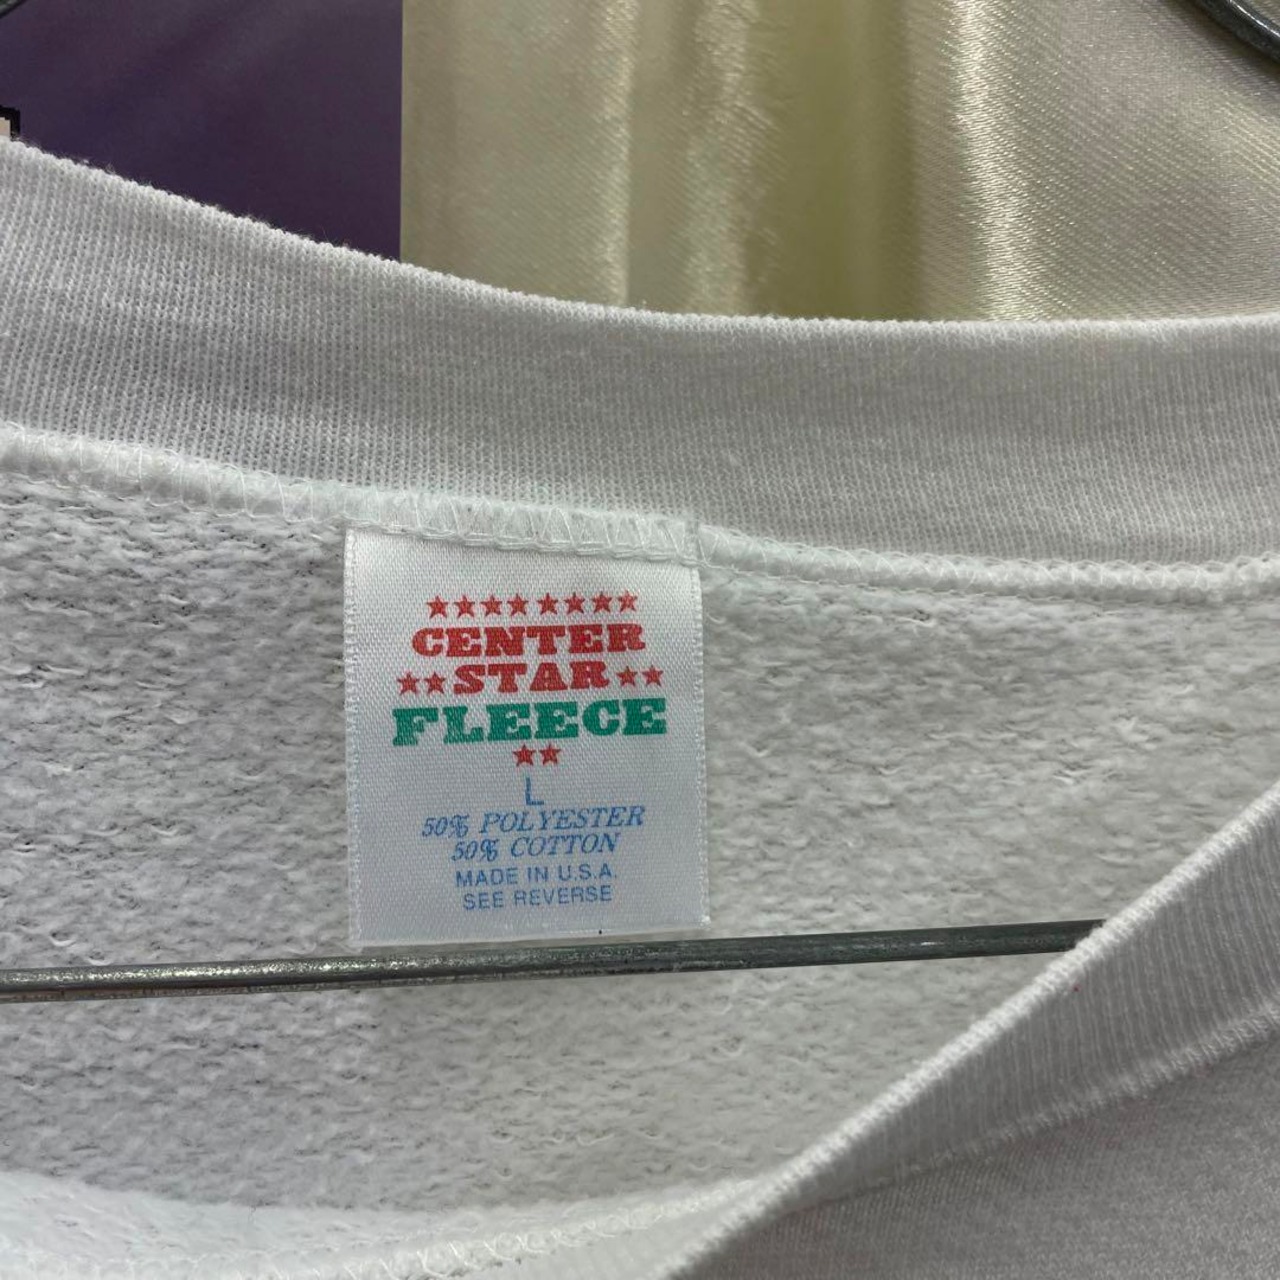 CENTER
STAR
FLEECE
L
50% POLYESTER
50% COTTON
MADE IN U.S.A.
SEE REVERSE